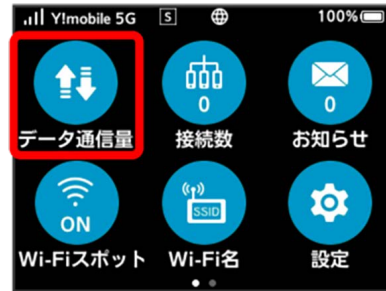 Y!mobile 5G S 100%
0 0
データ通信量 接続数 お知らせ
ON SSID
Wi-Fiスポット Wi-Fi名 設定